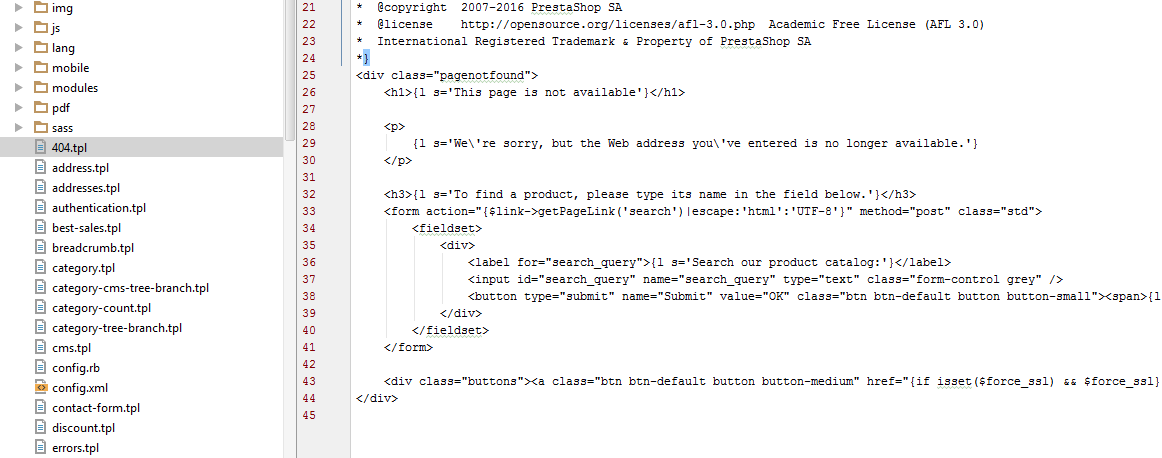 img
js
lang
mobile
modules
pdf
sass
404.tpl
address.tpl
addresses.tpl
authentication.tpl
best-sales.tpl
breadcrumb.tpl
category.tpl
category-cms-tree-branch.tpl
category-count.tpl
category-tree-branch.tpl
cms.tpl
config.rb
config.xml
contact-form.tpl
discount.tpl
errors.tpl
21 * @copyright 2007-2016 PrestaShop SA
22 * @license http://opensource.org/licenses/afl-3.0.php Academic Free License (AFL 3.0)
23 * International Registered Trademark & Property of PrestaShop SA
24 *}
25 <div class="pagenotfound">
26 <h1>{l s='This page is not available'}</h1>
27
28 <p>
29 {l s='We\'re sorry, but the Web address you\'ve entered is no longer available.'}
30 </p>
31
32 <h3>{l s='To find a product, please type its name in the field below.'}</h3>
33 <form action="{$link->getPageLink('search')|escape:'html':'UTF-8'}" method="post" class="std">
34 <fieldset>
35 <div>
36 <label for="search_query">{l s='Search our product catalog:'}</label>
37 <input id="search_query" name="search_query" type="text" class="form-control grey" />
38 <button type="submit" name="Submit" value="OK" class="btn btn-default button button-small"><span>{l
39 </div>
40 </fieldset>
41 </form>
42
43 <div class="buttons"><a class="btn btn-default button button-medium" href="{if isset($force_ssl) && $force_ssl}
44 </div>
45